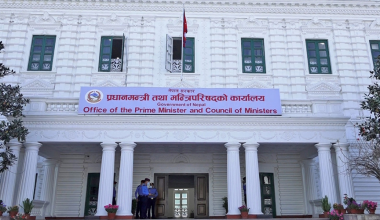 नेपाल सरकार
प्रधानमन्त्री तथा मन्त्रिपरिषद्को कार्यालय
Government of Nepal
Office of the Prime Minister and Council of Ministers